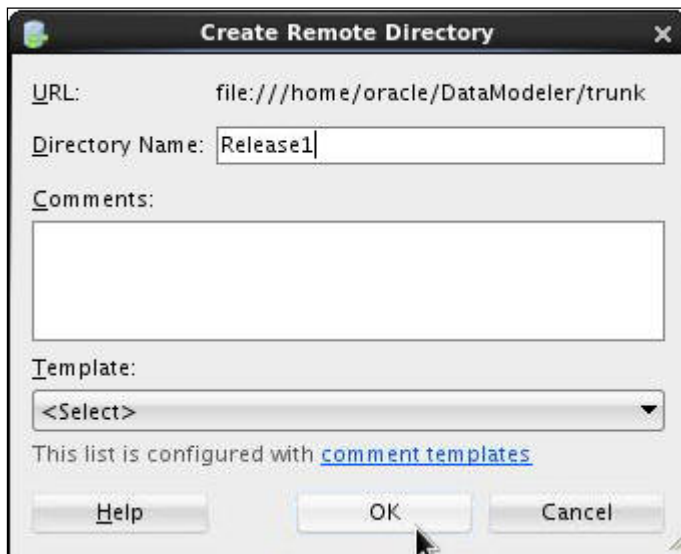 Create Remote Directory
URL: file:///home/oracle/DataModeler/trunk
Directory Name: Release1
Comments:
Template:
<Select>
This list is configured with comment templates
Help OK Cancel